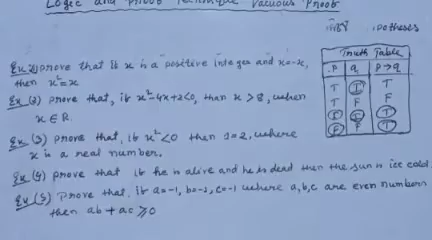 Logic and proof Technique Vacuous Proof
Truth Table
P q P→q
T T T
T F F
F T T
F F T
Ex (1) prove that if x is a positive integer and x=-x,
then x²=x
Ex (2) prove that, if x²-4x+2<0, then x > 8, when
x ∈ R.
Ex (3) prove that, if x²<0 then 1=2, where
x is a real number.
Ex (4) prove that if he is alive and he is dead then the sun is ice cold.
Ex (5) prove that, if a=-1, b=-2, c=-1 where a,b,c are even numbers
then ab + ac ≥ 0